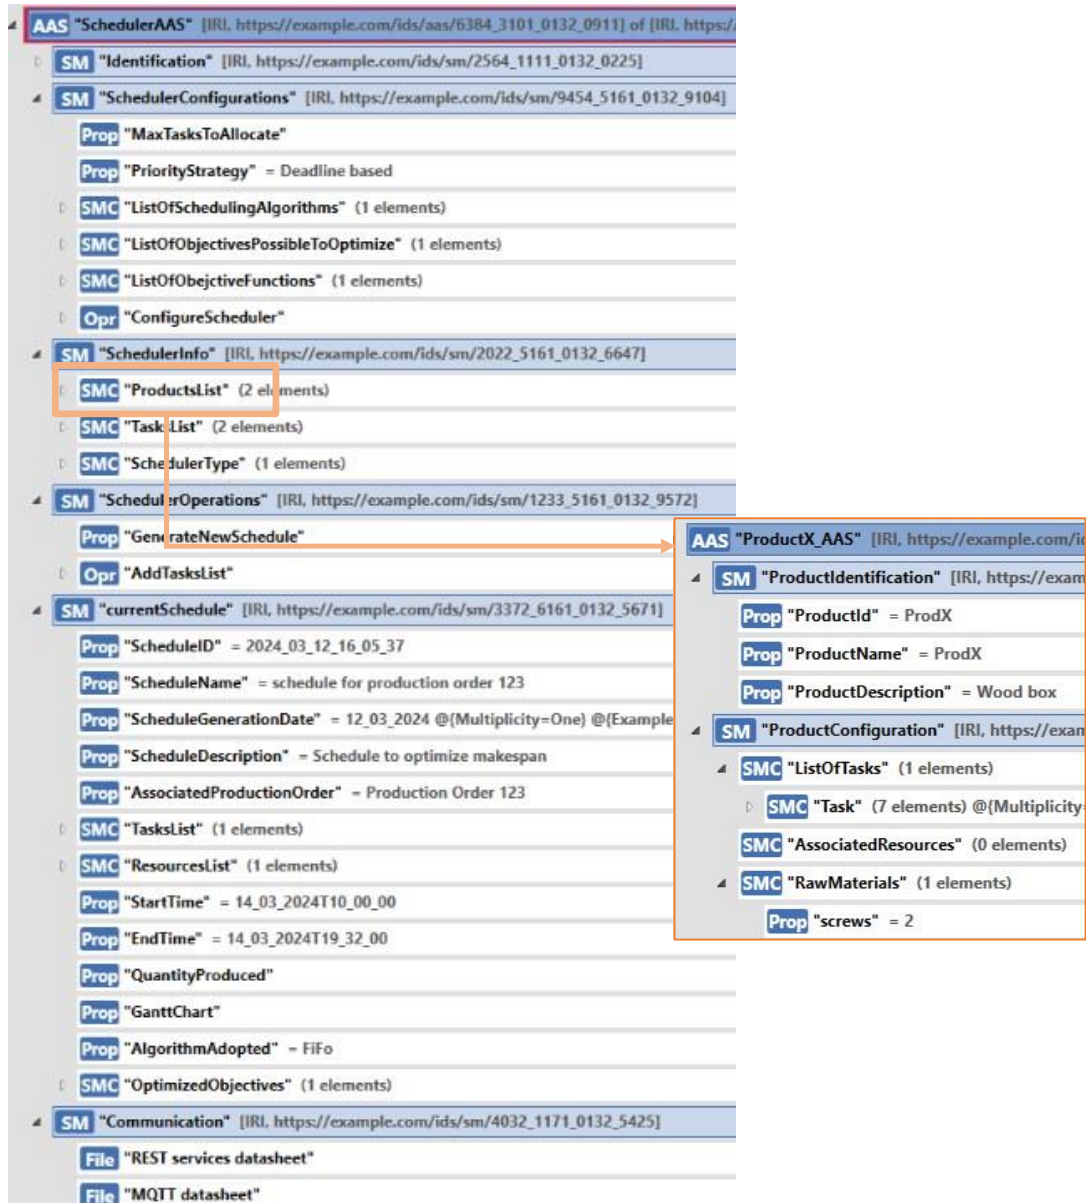 AAS "SchedulerAAS" [IRI, https://example.com/ids/aas/6384_3101_0132_0911] of [IRI, https:/
SM "Identification" [IRI, https://example.com/ids/sm/2564_1111_0132_0225]
SM "SchedulerConfigurations" [IRI, https://example.com/ids/sm/9454_5161_0132_9104]
Prop "MaxTasksToAllocate"
Prop "PriorityStrategy" = Deadline based
SMC "ListOfSchedulingAlgorithms" (1 elements)
SMC "ListOfObjectivesPossibleToOptimize" (1 elements)
SMC "ListOfObejctiveFunctions" (1 elements)
Opr "ConfigureScheduler"
SM "SchedulerInfo" [IRI, https://example.com/ids/sm/2022_5161_0132_6647]
SMC "ProductsList" (2 elements)
SMC "TasksList" (2 elements)
SMC "SchedulerType" (1 elements)
SM "SchedulerOperations" [IRI, https://example.com/ids/sm/1233_5161_0132_9572]
Prop "GenerateNewSchedule"
Opr "AddTasksList"
SM "currentSchedule" [IRI, https://example.com/ids/sm/3372_6161_0132_5671]
Prop "ScheduleID" = 2024_03_12_16_05_37
Prop "ScheduleName" = schedule for production order 123
Prop "ScheduleGenerationDate" = 12_03_2024 @{Multiplicity=One} @{Example
Prop "ScheduleDescription" = Schedule to optimize makespan
Prop "AssociatedProductionOrder" = Production Order 123
SMC "TasksList" (1 elements)
SMC "ResourcesList" (1 elements)
Prop "StartTime" = 14_03_2024T10_00_00
Prop "EndTime" = 14_03_2024T19_32_00
Prop "QuantityProduced"
Prop "GanttChart"
Prop "AlgorithmAdopted" = FiFo
SMC "OptimizedObjectives" (1 elements)
SM "Communication" [IRI, https://example.com/ids/sm/4032_1171_0132_5425]
File "REST services datasheet"
File "MQTT datasheet"
AAS "ProductX_AAS" [IRI, https://example.com/i
SM "ProductIdentification" [IRI, https://exam
Prop "ProductId" = ProdX
Prop "ProductName" = ProdX
Prop "ProductDescription" = Wood box
SM "ProductConfiguration" [IRI, https://exam
SMC "ListOfTasks" (1 elements)
SMC "Task" (7 elements) @{Multiplicity=
SMC "AssociatedResources" (0 elements)
SMC "RawMaterials" (1 elements)
Prop "screws" = 2